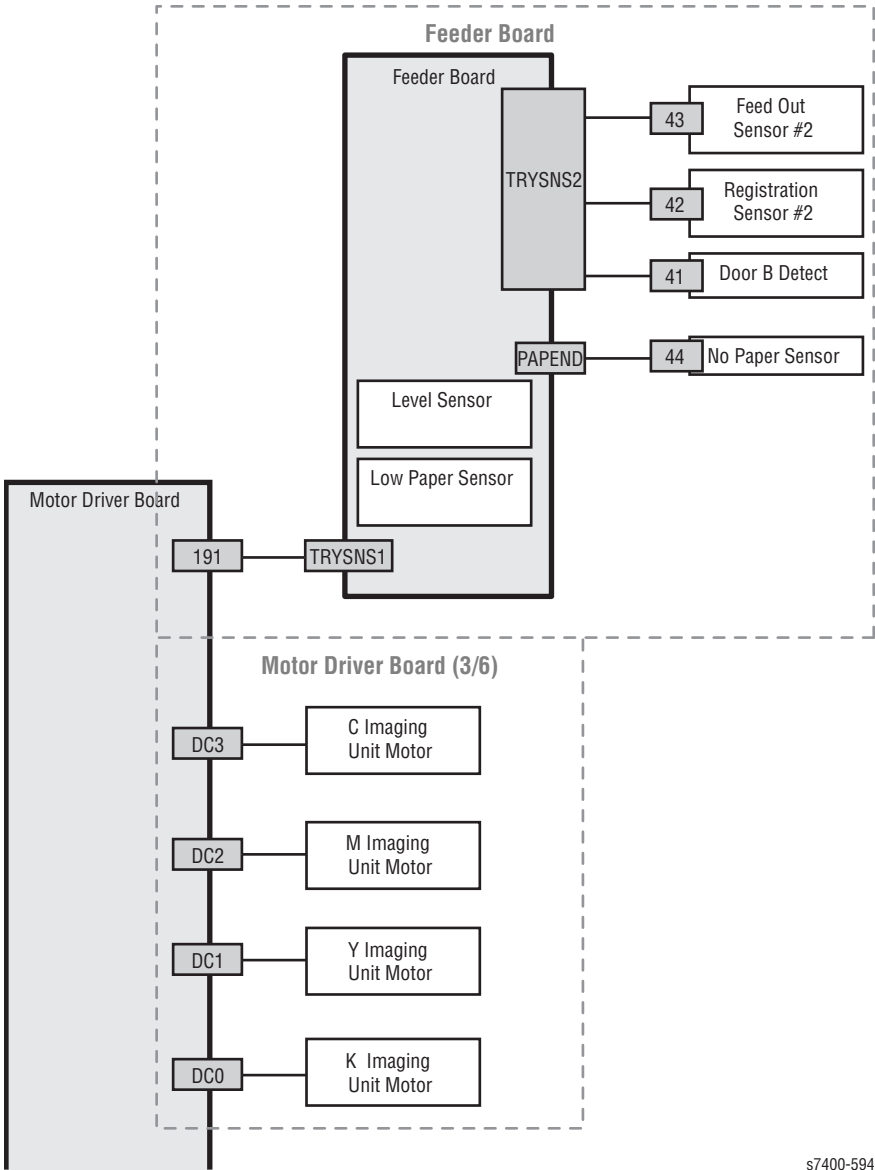 Feeder Board
Feeder Board
43
Feed Out
Sensor #2
TRYSNS2
42
Registration
Sensor #2
41
Door B Detect
PAPEND
44
No Paper Sensor
Level Sensor
Low Paper Sensor
Motor Driver Board
191
TRYSNS1
Motor Driver Board (3/6)
DC3
C Imaging
Unit Motor
DC2
M Imaging
Unit Motor
DC1
Y Imaging
Unit Motor
DC0
K Imaging
Unit Motor
s7400-594